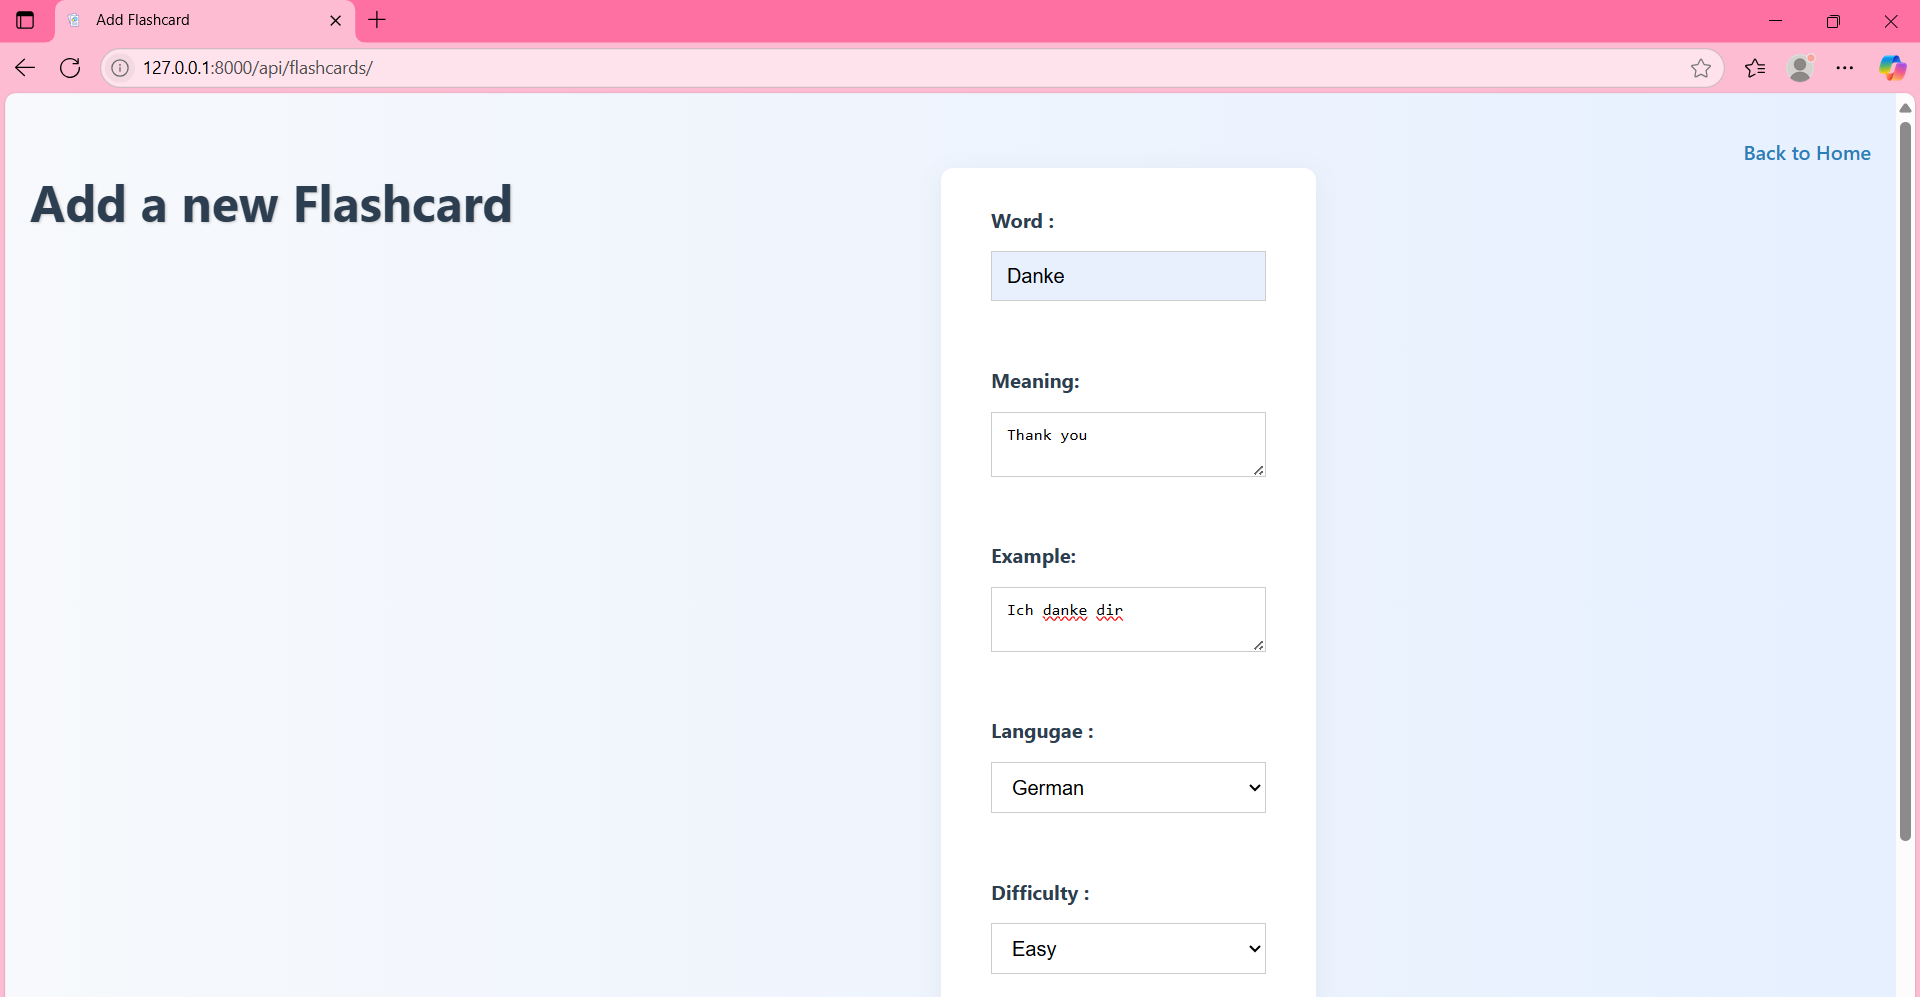 Add Flashcard
127.0.0.1:8000/api/flashcards/
Back to Home
Add a new Flashcard
Word :
Danke
Meaning:
Thank you
Example:
Ich danke dir
Langugae :
German
Difficulty :
Easy